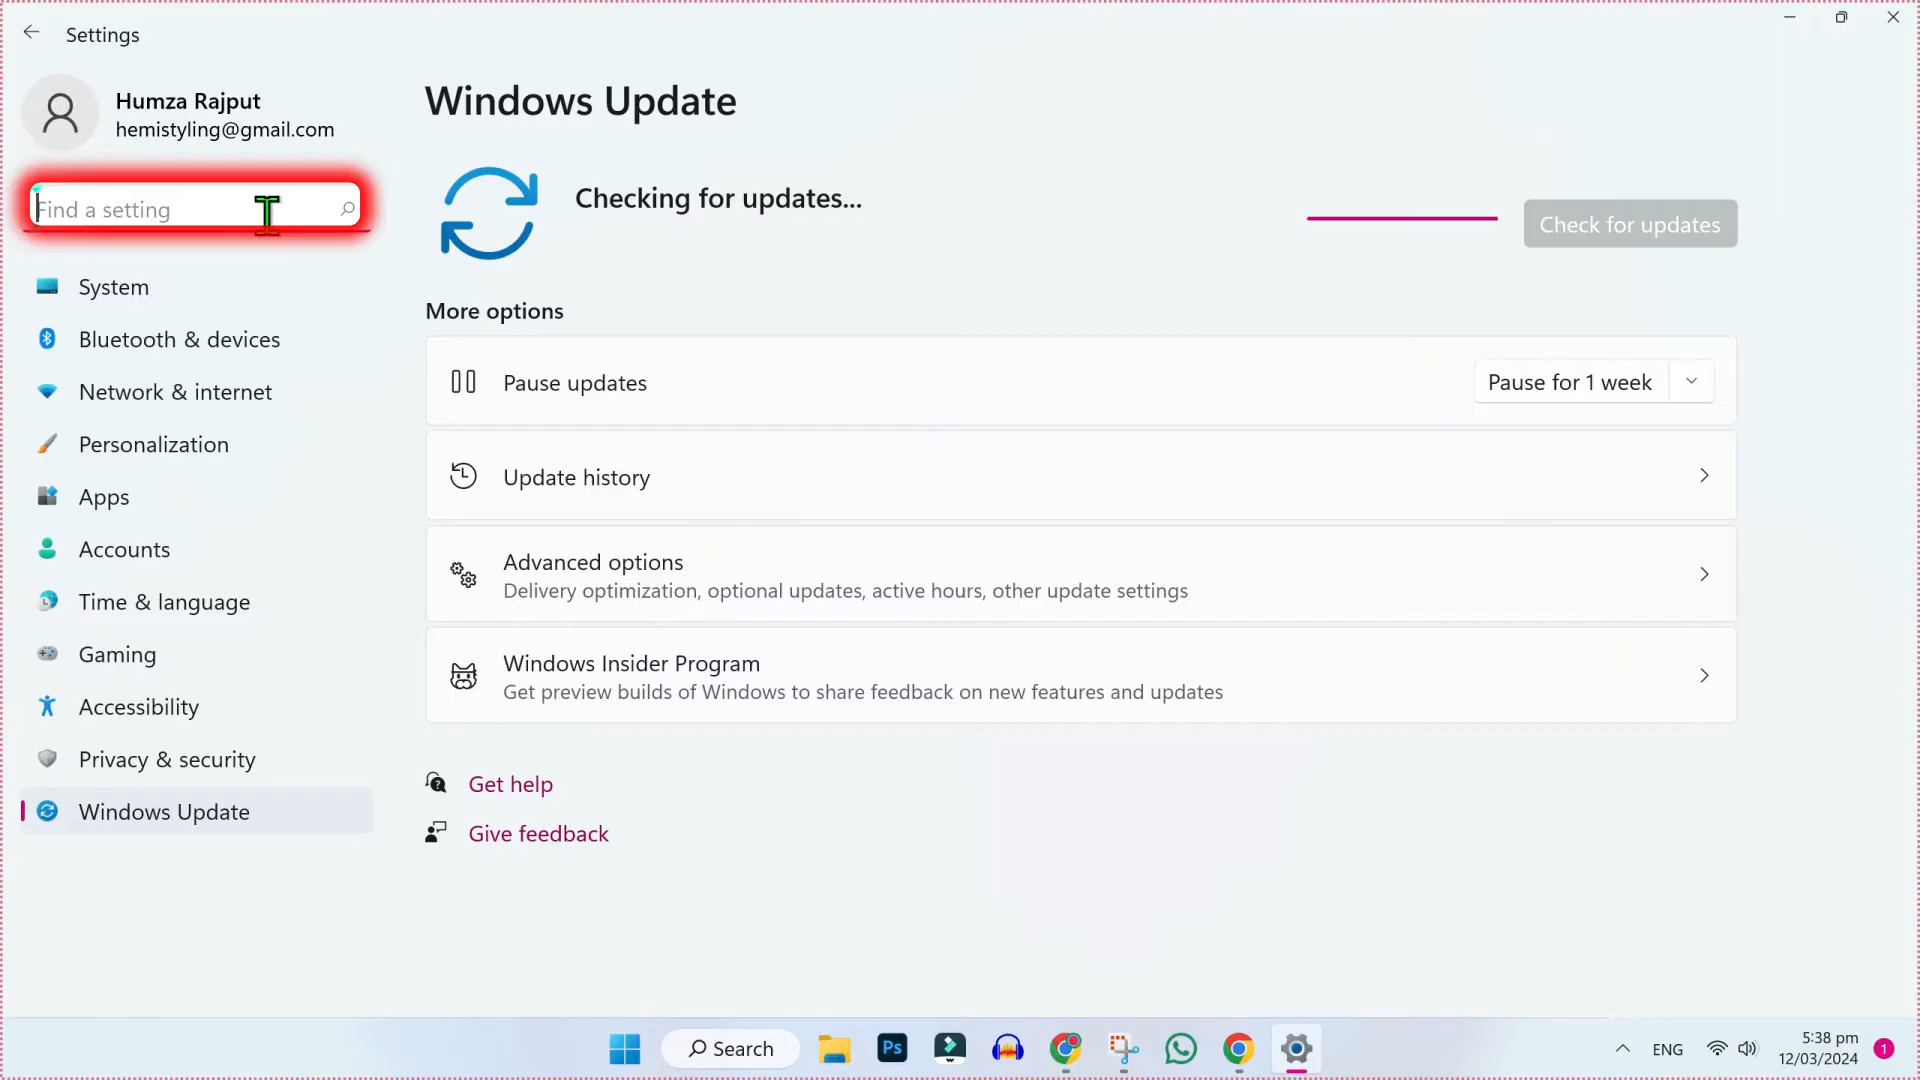 Settings
Humza Rajput
hemistyling@gmail.com
Find a setting
System
Bluetooth & devices
Network & internet
Personalization
Apps
Accounts
Time & language
Gaming
Accessibility
Privacy & security
Windows Update
Windows Update
Checking for updates...
Check for updates
More options
Pause updates
Pause for 1 week
Update history
Advanced options
Delivery optimization, optional updates, active hours, other update settings
Windows Insider Program
Get preview builds of Windows to share feedback on new features and updates
Get help
Give feedback
Search
Ps
ENG
5:38 pm
12/03/2024
1